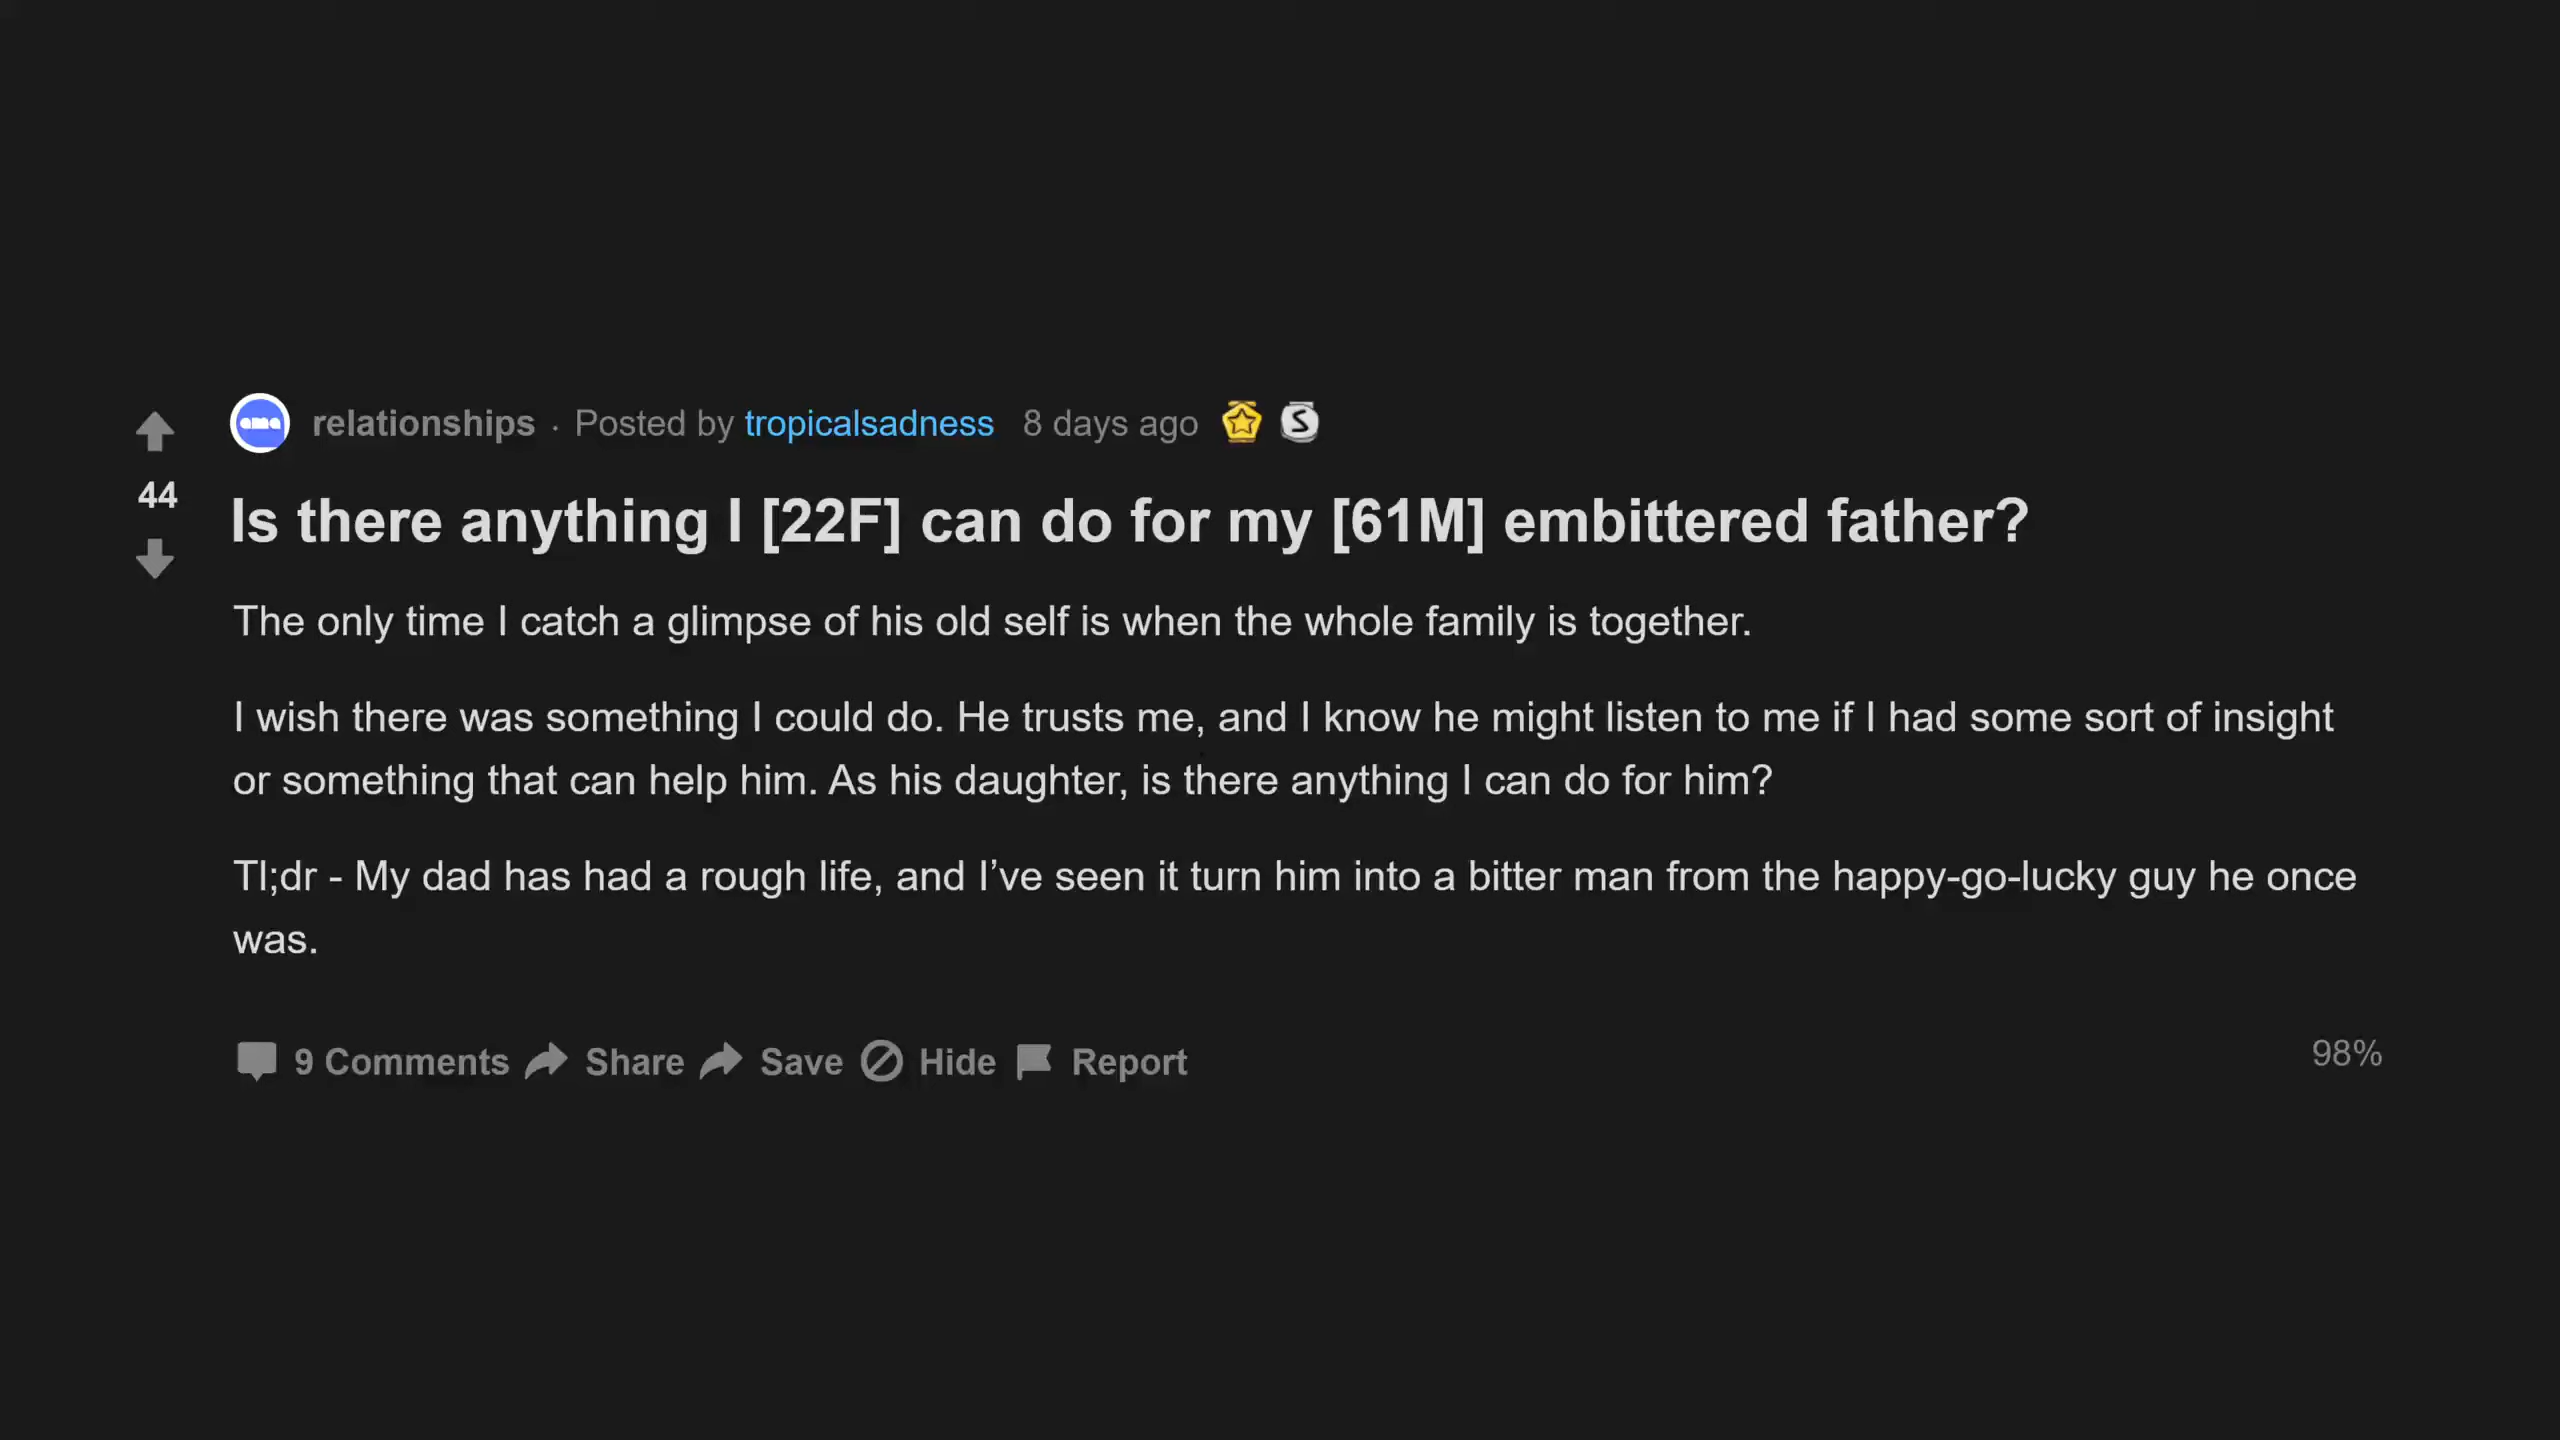 relationships · Posted by tropicalsadness 8 days ago
44
Is there anything I [22F] can do for my [61M] embittered father?
The only time I catch a glimpse of his old self is when the whole family is together.
I wish there was something I could do. He trusts me, and I know he might listen to me if I had some sort of insight
or something that can help him. As his daughter, is there anything I can do for him?
Tl;dr - My dad has had a rough life, and I’ve seen it turn him into a bitter man from the happy-go-lucky guy he once
was.
9 Comments Share Save Hide Report
98%